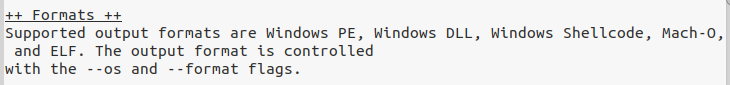 ++ Formats ++
Supported output formats are Windows PE, Windows DLL, Windows Shellcode, Mach-O,
and ELF. The output format is controlled
with the --os and --format flags.